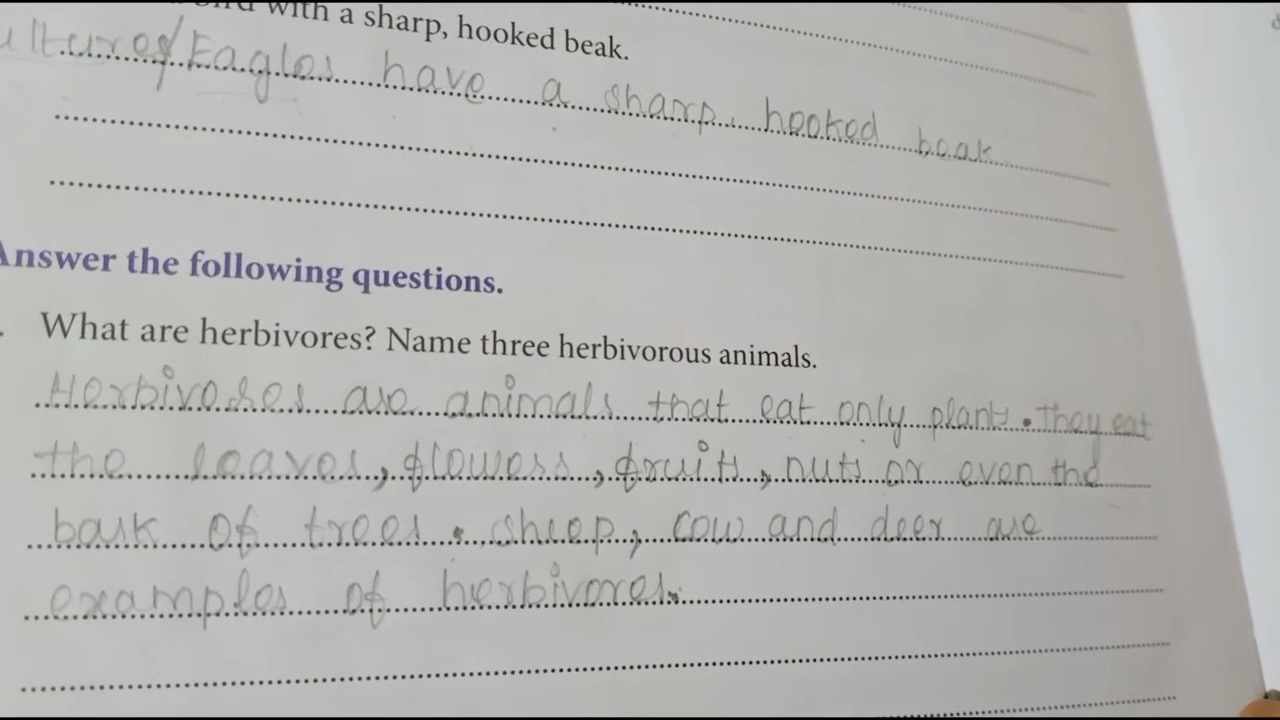 with a sharp, hooked beak.
Eagles have a sharp, hooked beak
Answer the following questions.
What are herbivores? Name three herbivorous animals.
Herbivores are animals that eat only plants. They eat
the leaves, flowers, fruits, nuts or even the
bark of trees. sheep, cow and deer are
examples of herbivores.